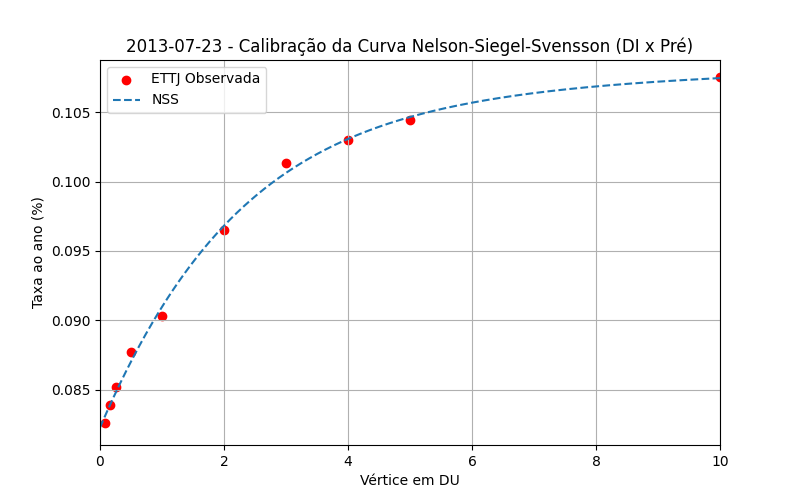 2013-07-23 - Calibração da Curva Nelson-Siegel-Svensson (DI x Pré)
ETTJ Observada
NSS
Taxa ao ano (%)
0.105
0.100
0.095
0.090
0.085
0 2 4 6 8 10
Vértice em DU